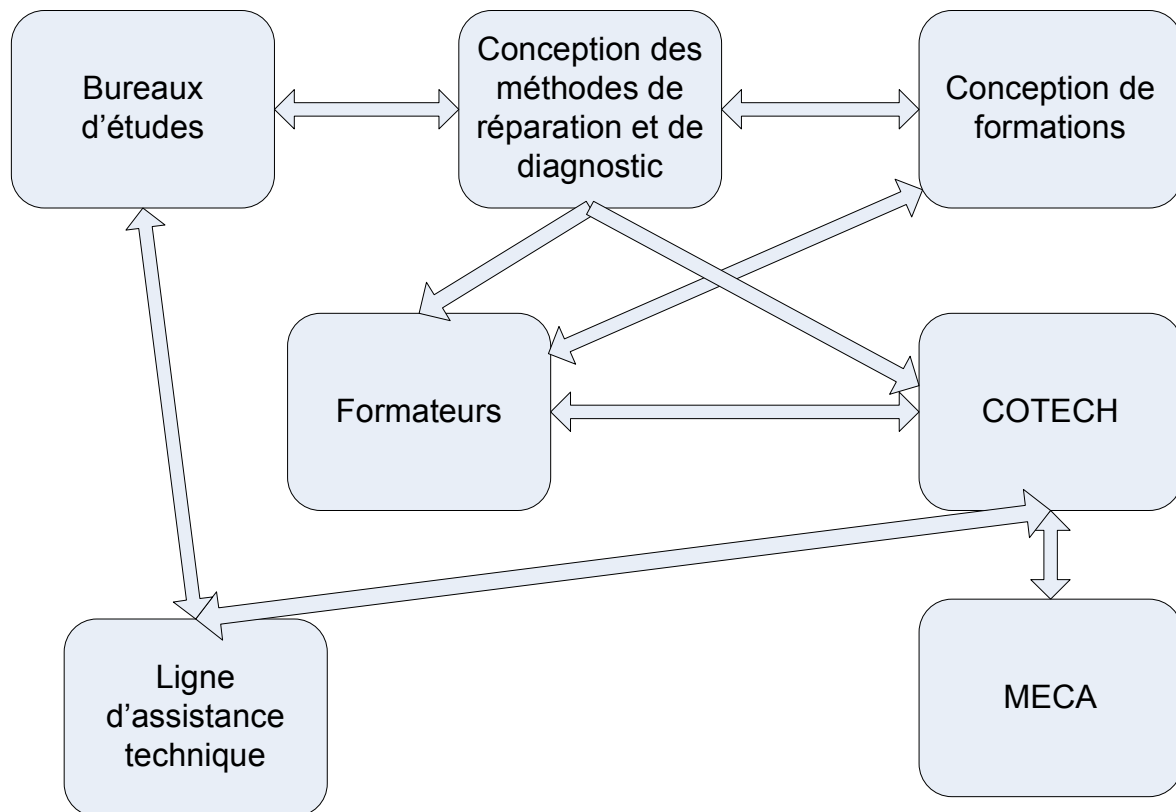 Bureaux
d’études
Conception des
méthodes de
réparation et de
diagnostic
Conception de
formations
Formateurs
COTECH
Ligne
d’assistance
technique
MECA